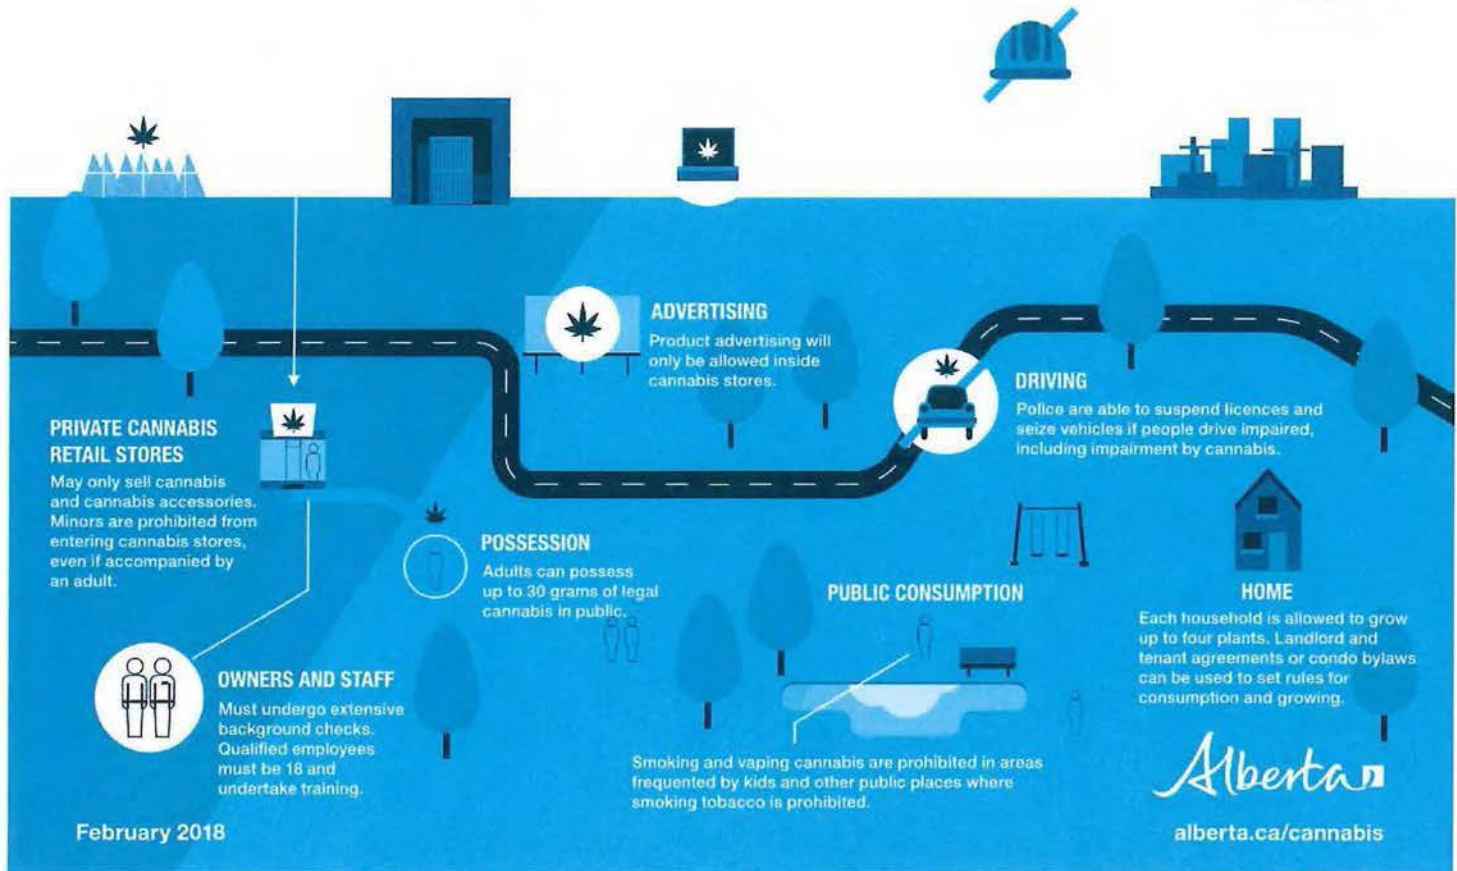 ADVERTISING
Product advertising will
only be allowed inside
cannabis stores.
DRIVING
Police are able to suspend licences and
seize vehicles if people drive impaired,
including impairment by cannabis.
PRIVATE CANNABIS
RETAIL STORES
May only sell cannabis
and cannabis accessories.
Minors are prohibited from
entering cannabis stores,
even if accompanied by
an adult.
POSSESSION
Adults can possess
up to 30 grams of legal
cannabis in public.
PUBLIC CONSUMPTION
Smoking and vaping cannabis are prohibited in areas
frequented by kids and other public places where
smoking tobacco is prohibited.
HOME
Each household is allowed to grow
up to four plants. Landlord and
tenant agreements or condo bylaws
can be used to set rules for
consumption and growing.
OWNERS AND STAFF
Must undergo extensive
background checks.
Qualified employees
must be 18 and
undertake training.
February 2018
Alberta
alberta.ca/cannabis